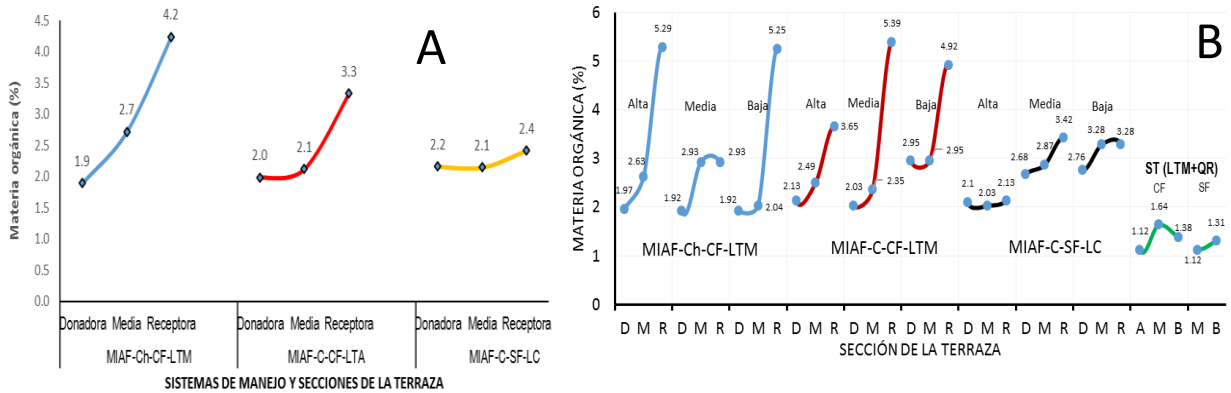 A
Materia orgánica (%)
4.5
4.0
3.5
3.0
2.5
2.0
1.5
1.0
0.5
0.0
1.9
2.7
4.2
2.0
2.1
3.3
2.2
2.1
2.4
Donadora Media Receptora Donadora Media Receptora Donadora Media Receptora
MIAF-Ch-CF-LTM MIAF-C-CF-LTA MIAF-C-SF-LC
SISTEMAS DE MANEJO Y SECCIONES DE LA TERRAZA
B
MATERIA ORGÁNICA (%)
6
5
4
3
2
1
0
Alta Media Baja Alta Media Baja Alta Media Baja
1.97 2.63 5.29
1.92 2.93 2.93
1.92 2.04 5.25
2.13 2.49 3.65
2.03 2.35 5.39
2.95 2.95 4.92
2.1 2.03 2.13
2.68 2.87 3.42
2.76 3.28 3.28
ST (LTM+QR)
CF SF
1.12 1.64 1.38
1.12 1.31
MIAF-Ch-CF-LTM MIAF-C-CF-LTM MIAF-C-SF-LC
D M R D M R D M R D M R D M R D M R D M R D M R D M R A M B M B
SECCIÓN DE LA TERRAZA